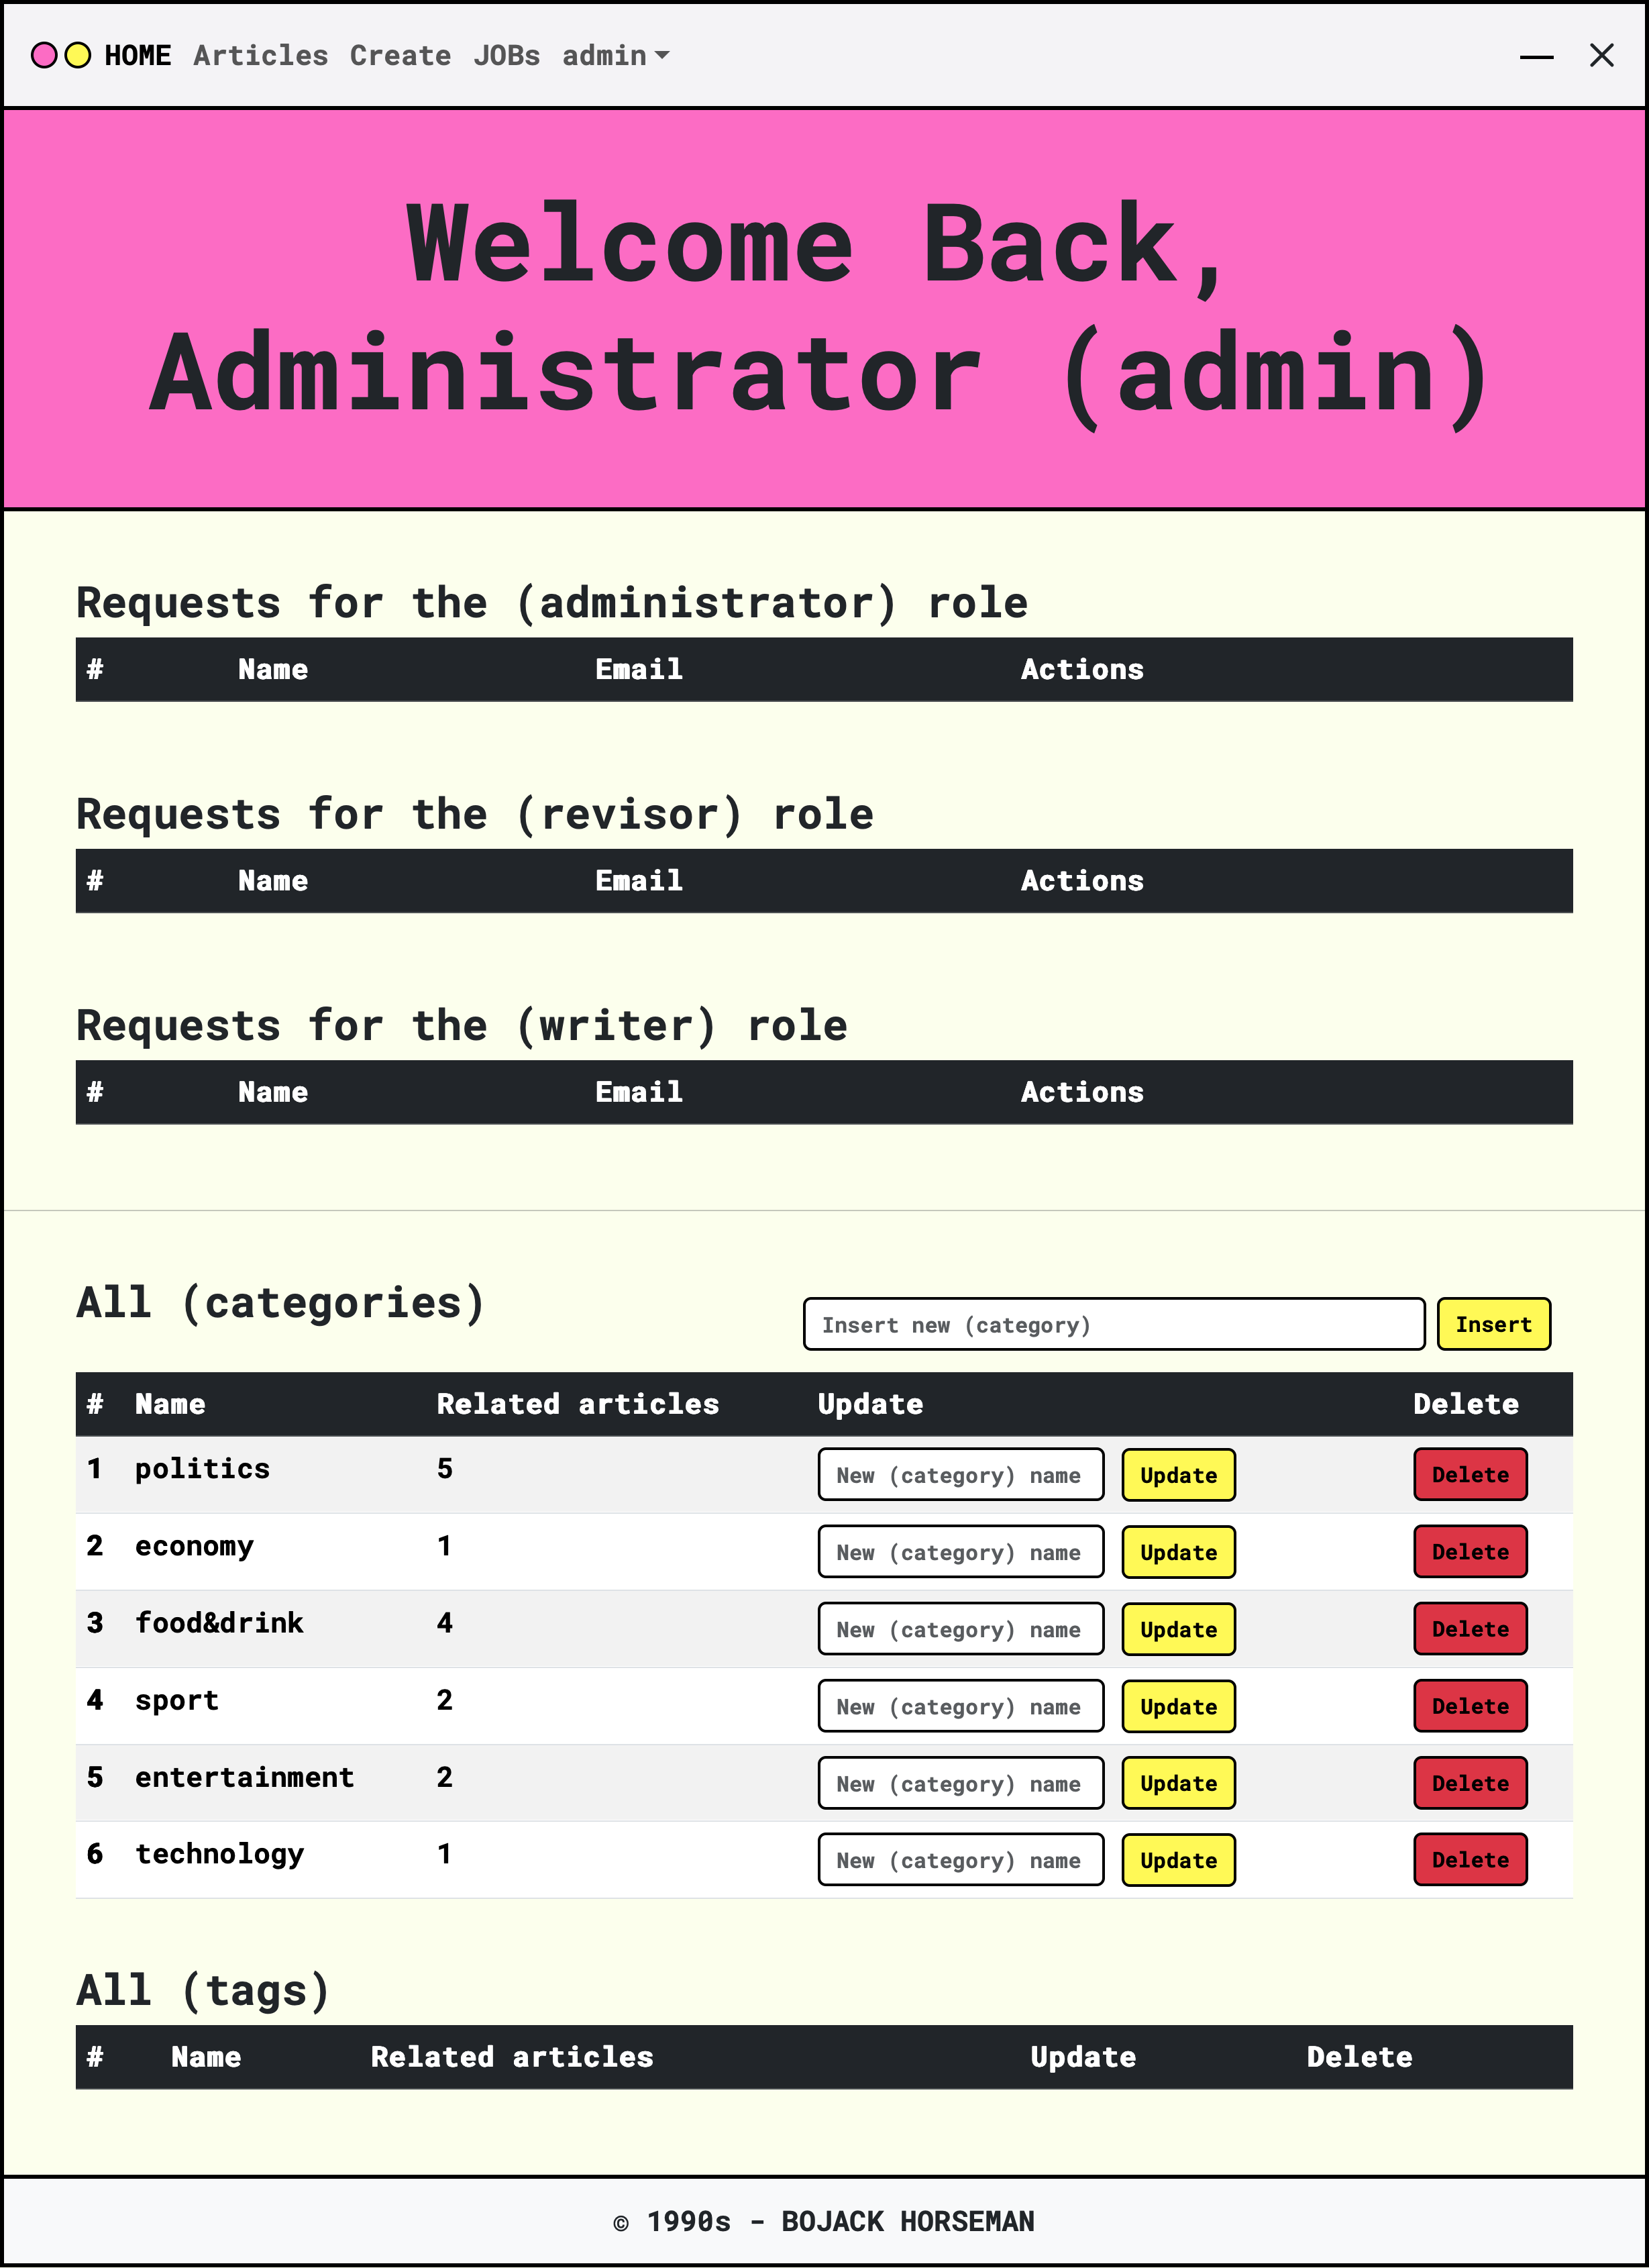 HOME Articles Create JOBs admin
Welcome Back,
Administrator (admin)
Requests for the (administrator) role
# Name Email Actions
Requests for the (revisor) role
# Name Email Actions
Requests for the (writer) role
# Name Email Actions
All (categories)
Insert new (category) Insert
# Name Related articles Update Delete
1 politics 5 New (category) name Update Delete
2 economy 1 New (category) name Update Delete
3 food&drink 4 New (category) name Update Delete
4 sport 2 New (category) name Update Delete
5 entertainment 2 New (category) name Update Delete
6 technology 1 New (category) name Update Delete
All (tags)
# Name Related articles Update Delete
© 1990s - BOJACK HORSEMAN